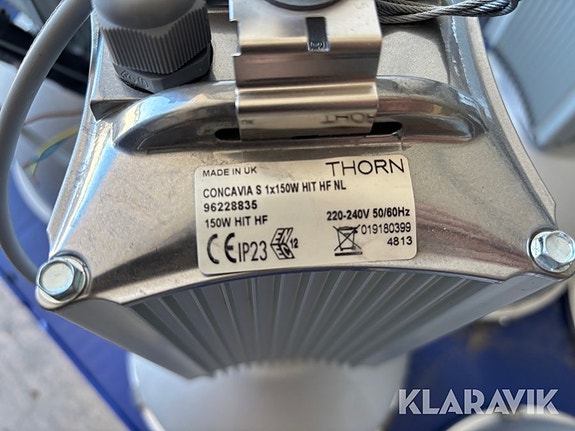 MADE IN UK THORN
CONCAVIA S 1x150W HIT HF NL
96228835
150W HIT HF 220-240V 50/60Hz
CE IP23 12 019180399
4813
KLARAVIK